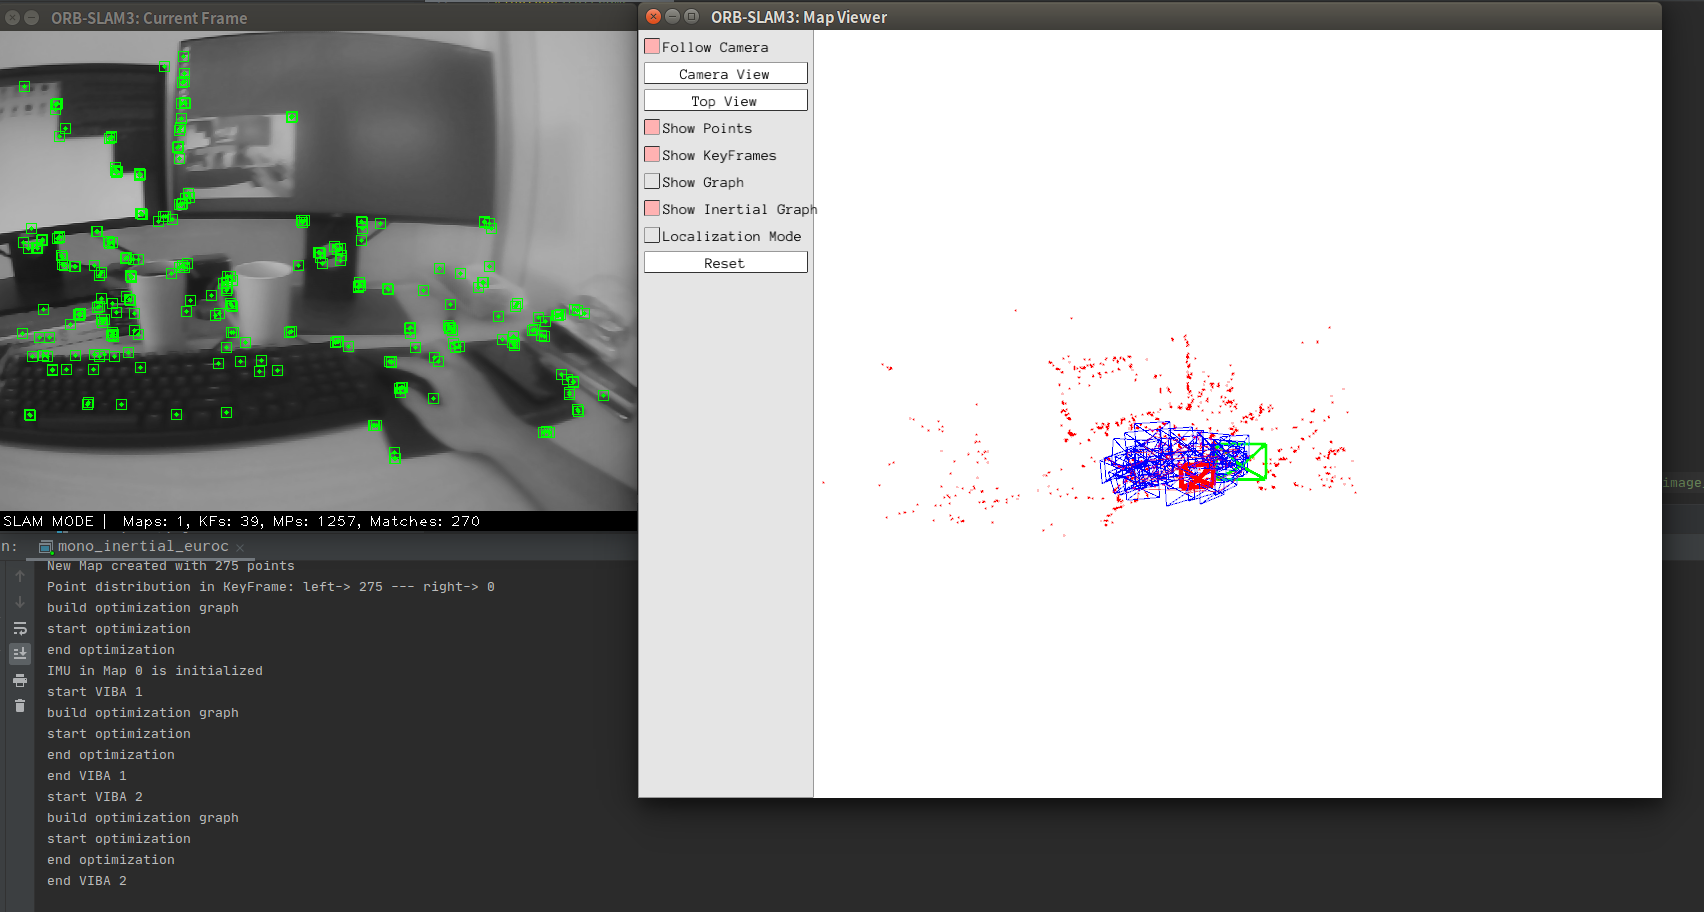 ORB-SLAM3: Current Frame
SLAM MODE |  Maps: 1, KFs: 39, MPs: 1257, Matches: 270
ORB-SLAM3: Map Viewer
Follow Camera
Camera View
Top View
Show Points
Show KeyFrames
Show Graph
Show Inertial Graph
Localization Mode
Reset
image
n:
mono_inertial_euroc
New Map created with 275 points
Point distribution in KeyFrame: left-> 275 --- right-> 0
build optimization graph
start optimization
end optimization
IMU in Map 0 is initialized
start VIBA 1
build optimization graph
start optimization
end optimization
end VIBA 1
start VIBA 2
build optimization graph
start optimization
end optimization
end VIBA 2